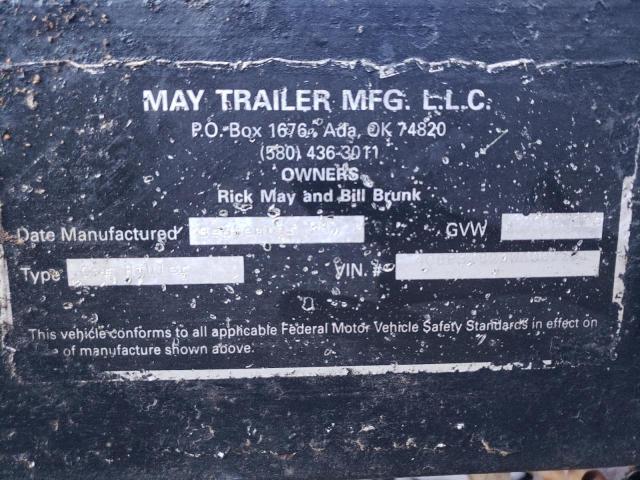 MAY TRAILER MFG. L.L.C.
P.O. Box 1676, Ada, OK 74820
(580) 436-3011
OWNERS
Rick May and Bill Brunk
Date Manufactured GVW
Type VIN #
This vehicle conforms to all applicable Federal Motor Vehicle Safety Standards in effect on
of manufacture shown above.